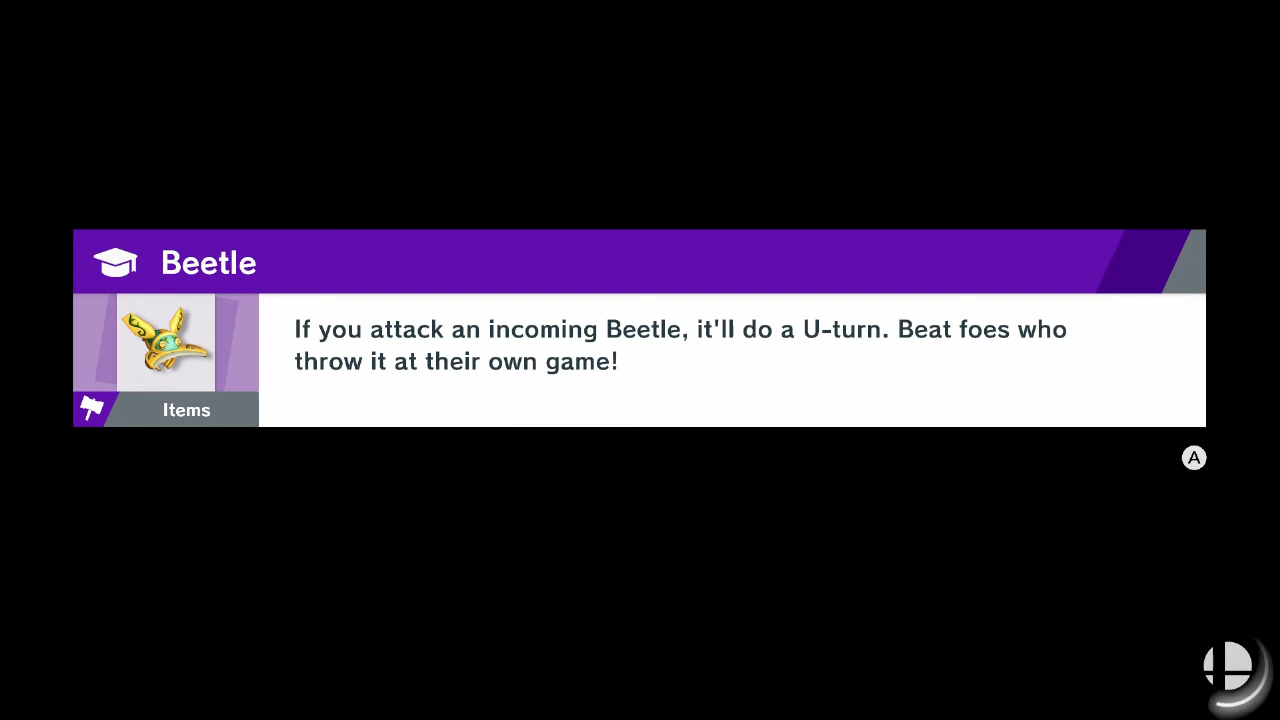 Beetle
If you attack an incoming Beetle, it'll do a U-turn. Beat foes who
throw it at their own game!
Items
A